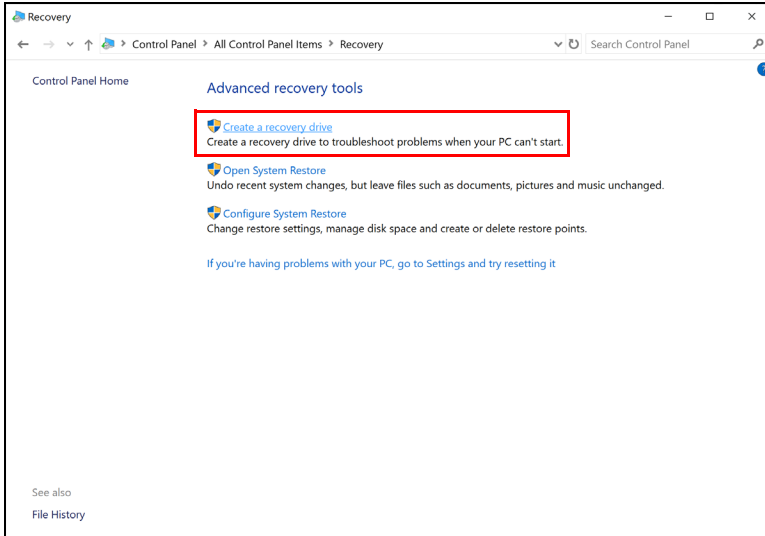 Recovery
Control Panel > All Control Panel Items > Recovery
Search Control Panel
Control Panel Home
Advanced recovery tools
Create a recovery drive
Create a recovery drive to troubleshoot problems when your PC can't start.
Open System Restore
Undo recent system changes, but leave files such as documents, pictures and music unchanged.
Configure System Restore
Change restore settings, manage disk space and create or delete restore points.
If you're having problems with your PC, go to Settings and try resetting it
See also
File History